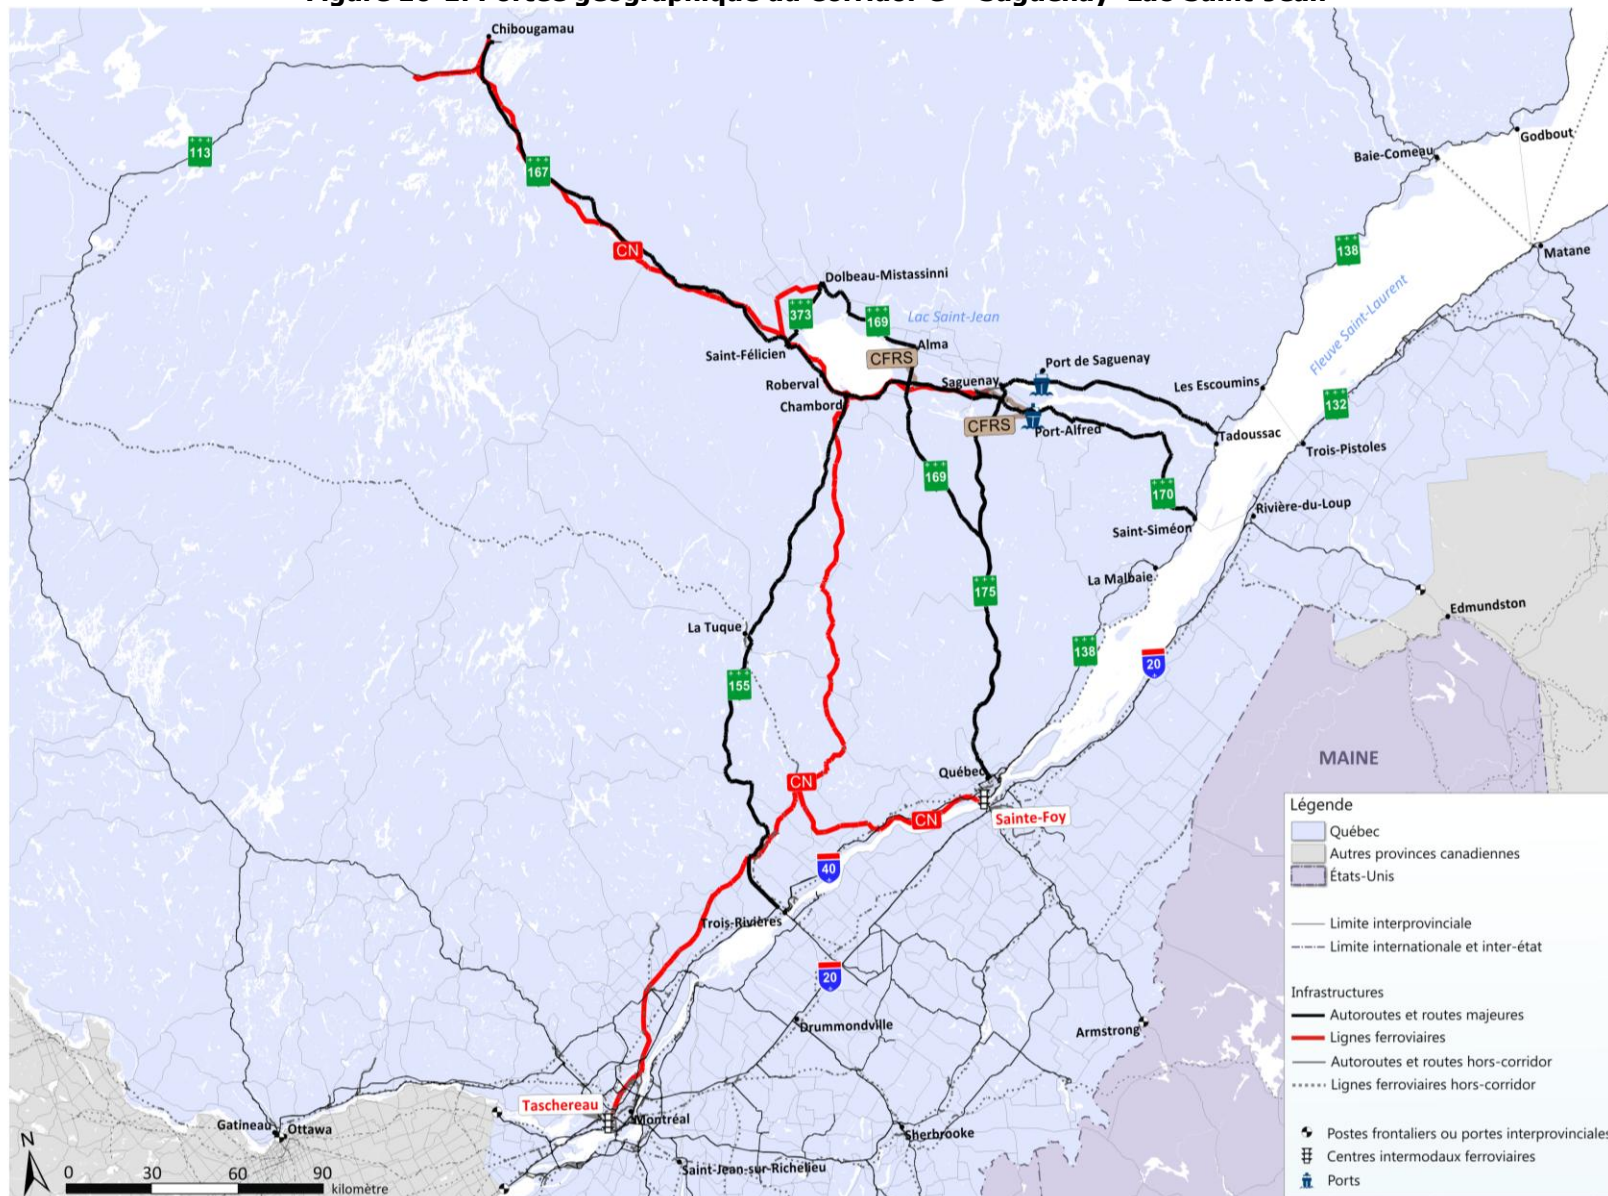 Chibougamau
113
167
Godbout
Baie-Comeau
138
Matane
CN
Dolbeau-Mistassinni
373
169
Lac Saint-Jean
Fleuve Saint-Laurent
Saint-Félicien
Alma
CFRS
Port de Saguenay
Roberval
Saguenay
Les Escoumins
Chambord
132
CFRS
Port-Alfred
Tadoussac
Trois-Pistoles
169
170
Rivière-du-Loup
Saint-Siméon
La Malbaie
175
Edmundston
La Tuque
138
20
155
MAINE
Québec
CN
Sainte-Foy
CN
40
Trois-Rivières
20
Drummondville
Armstrong
Taschereau
Montréal
Gatineau
Ottawa
Sherbrooke
Saint-Jean-sur-Richelieu
N
0 30 60 90
kilomètre
Légende
Québec
Autres provinces canadiennes
États-Unis
Limite interprovinciale
Limite internationale et inter-état
Infrastructures
Autoroutes et routes majeures
Lignes ferroviaires
Autoroutes et routes hors-corridor
Lignes ferroviaires hors-corridor
Postes frontaliers ou portes interprovinciales
Centres intermodaux ferroviaires
Ports